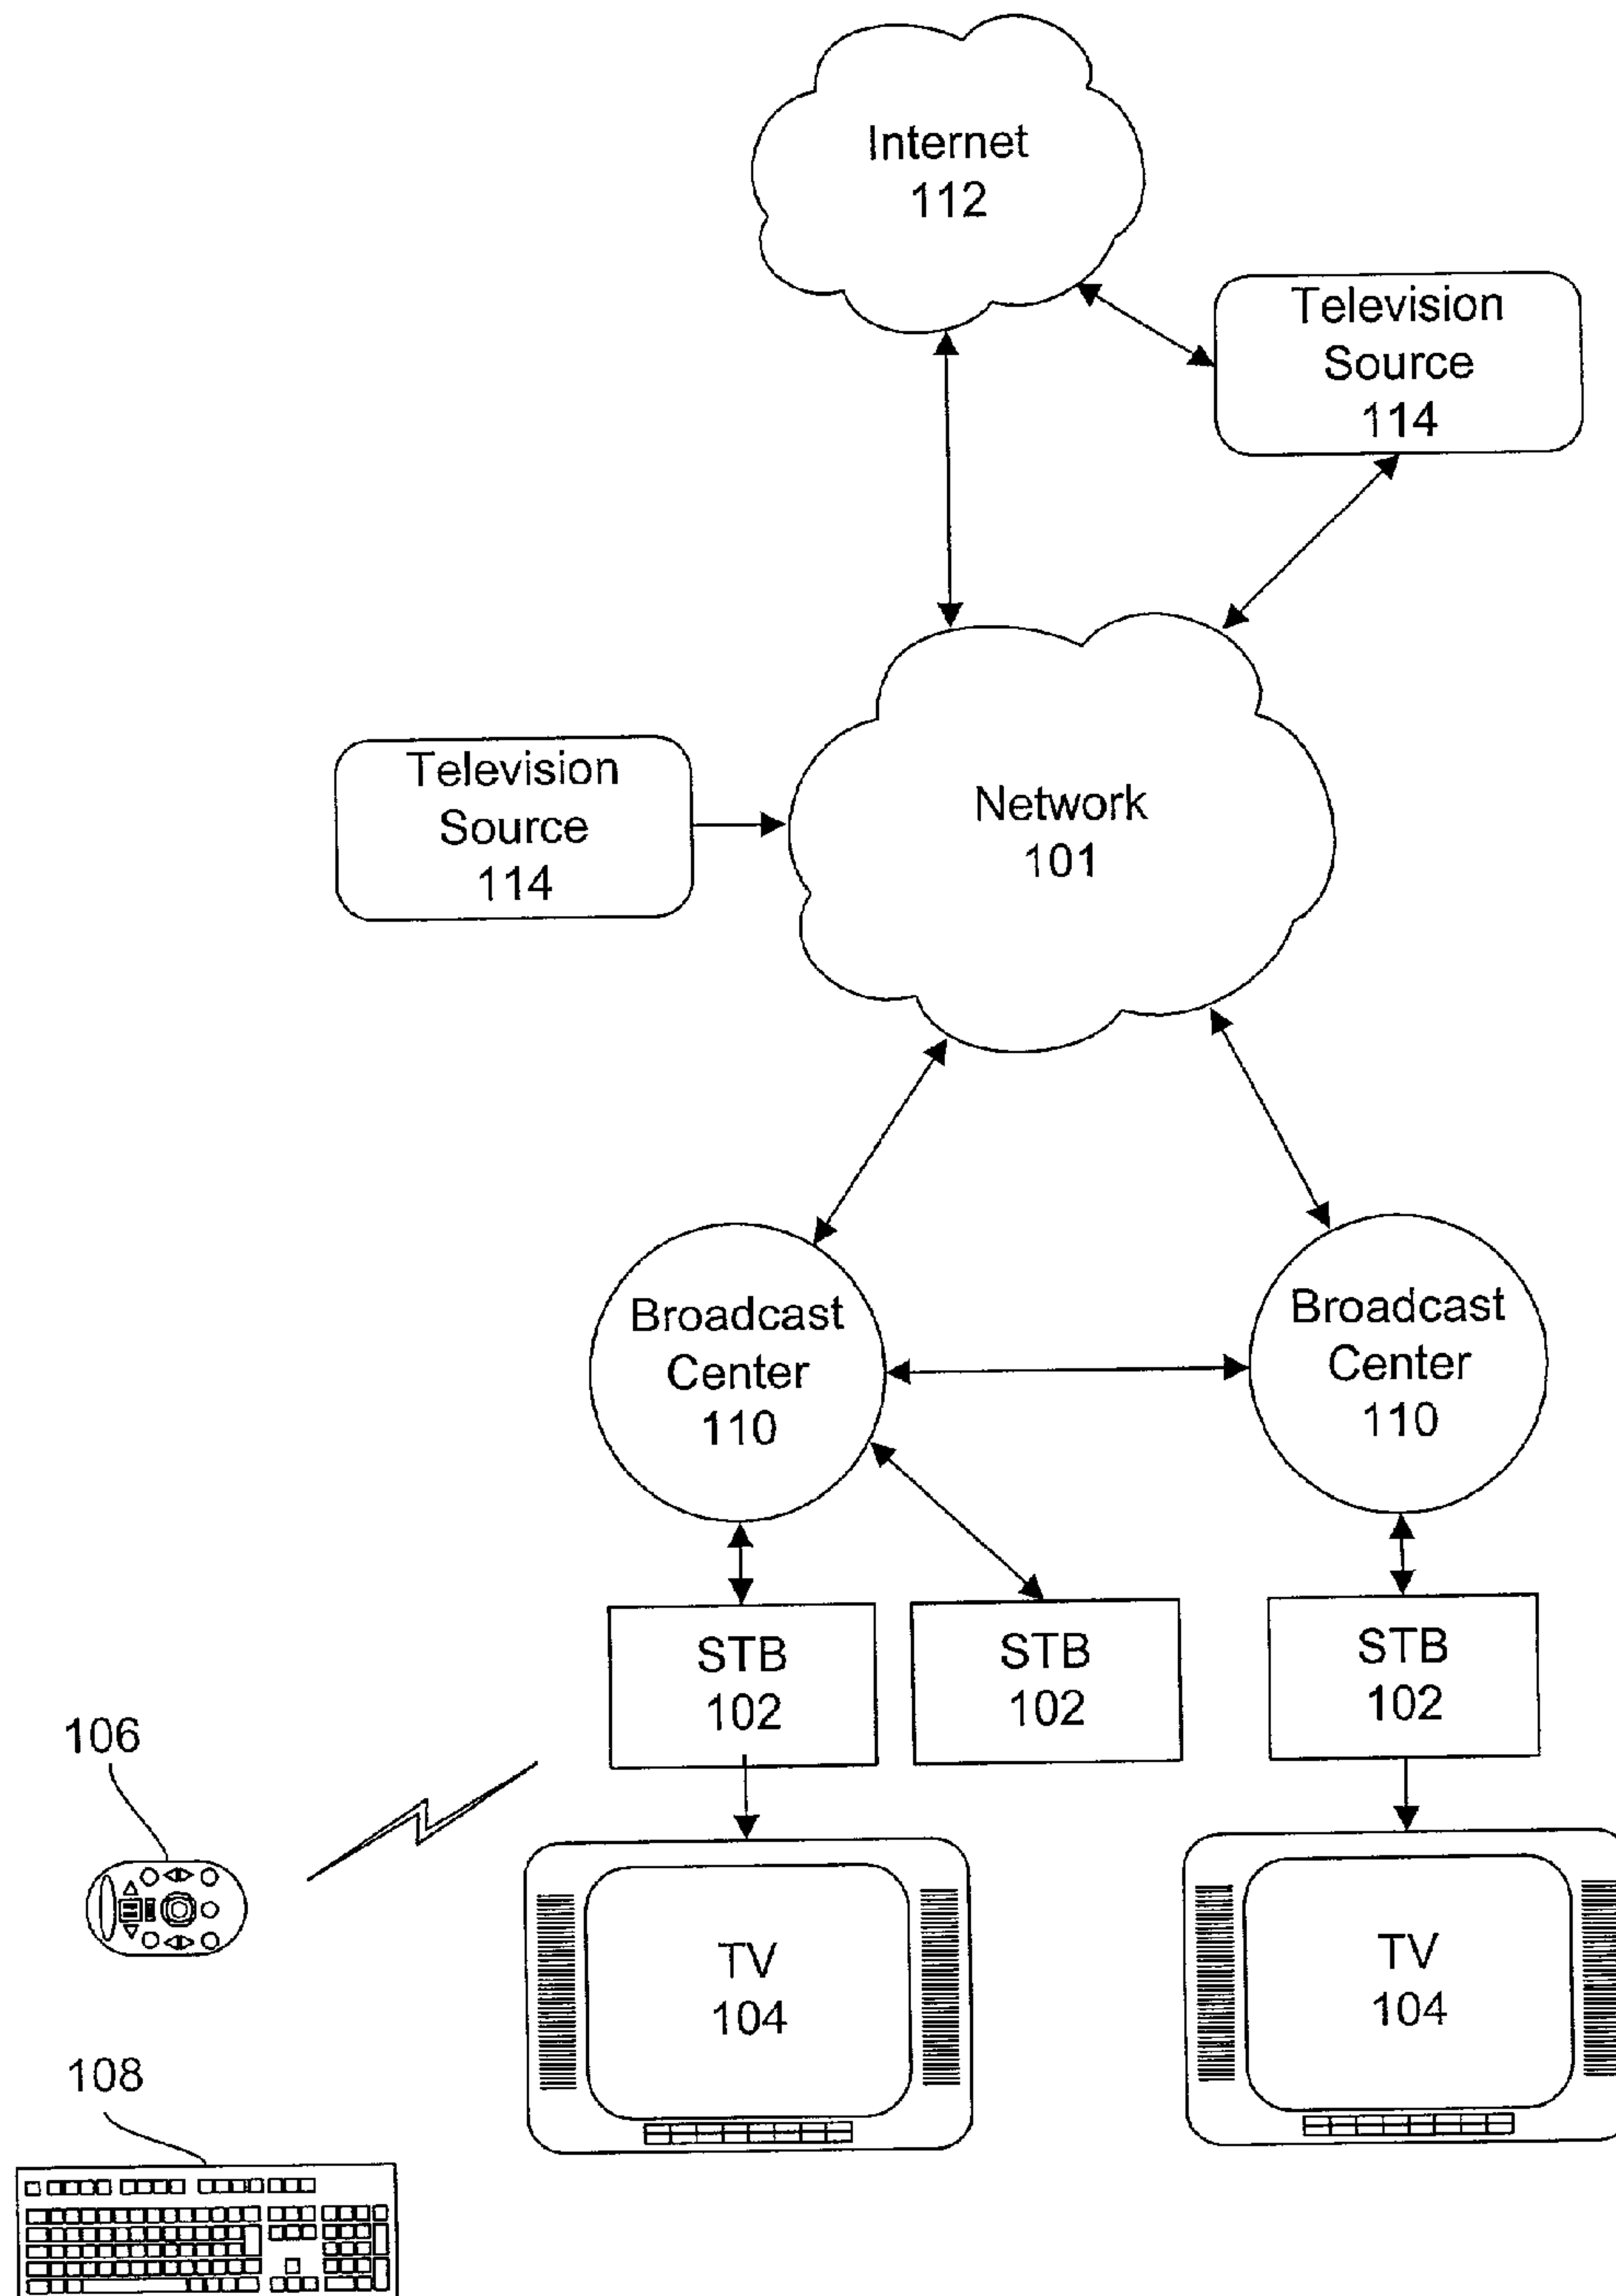 Internet
112
Television
Source
114
Television
Source
114
Network
101
Broadcast
Center
110
Broadcast
Center
110
STB
102
STB
102
STB
102
106
TV
104
TV
104
108